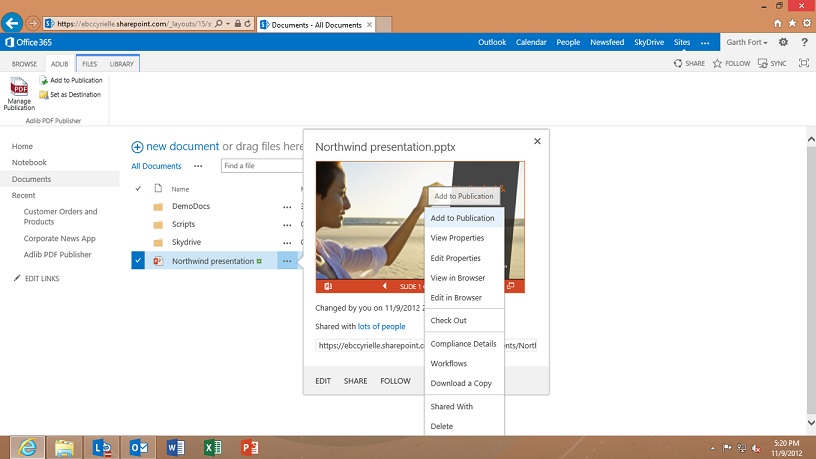 https://ebccyrielle.sharepoint.com/_layouts/15/s
Documents - All Documents
Office 365
Outlook Calendar People Newsfeed SkyDrive Sites ••• Garth Fort ?
BROWSE ADLIB FILES LIBRARY
SHARE FOLLOW SYNC
PDF
Manage Publication
Add to Publication
Set as Destination
Adlib PDF Publisher
Home
Notebook
Documents
Recent
Customer Orders and Products
Corporate News App
Adlib PDF Publisher
EDIT LINKS
new document or drag files here
All Documents ••• Find a file
Name
DemoDocs •••
Scripts •••
Skydrive •••
Northwind presentation •••
Northwind presentation.pptx
SLIDE 1
Changed by you on 11/9/2012 2
Shared with lots of people
https://ebccyrielle.sharepoint.com
ents/Nort
EDIT SHARE FOLLOW
Add to Publication
Add to Publication
View Properties
Edit Properties
View in Browser
Edit in Browser
Check Out
Compliance Details
Workflows
Download a Copy
Shared With
Delete
5:20 PM
11/9/2012